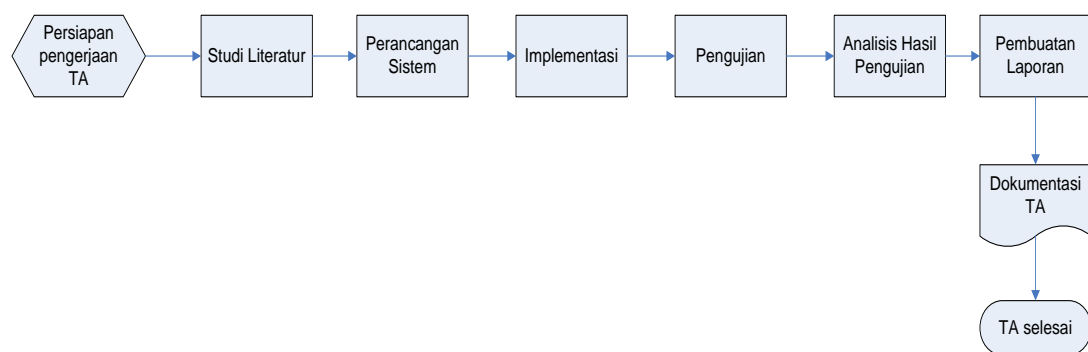 Persiapan
pengerjaan
TA
Studi Literatur
Perancangan
Sistem
Implementasi
Pengujian
Analisis Hasil
Pengujian
Pembuatan
Laporan
Dokumentasi
TA
TA selesai